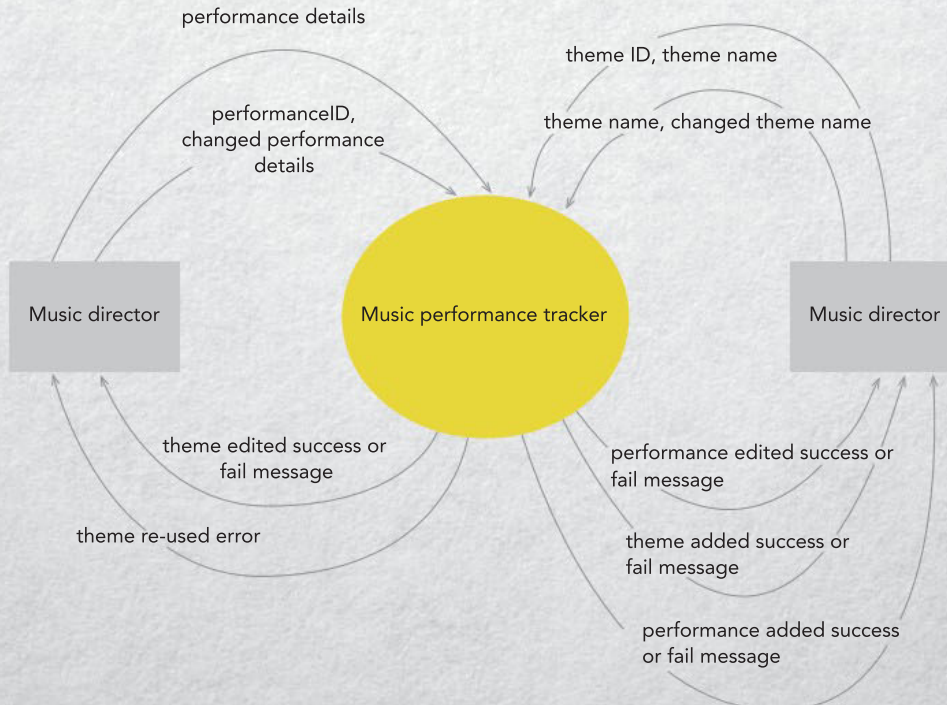 performance details
theme ID, theme name
performanceID,
changed performance
details
theme name, changed theme name
Music director
Music performance tracker
Music director
theme edited success or
fail message
performance edited success or
fail message
theme re-used error
theme added success or
fail message
performance added success
or fail message